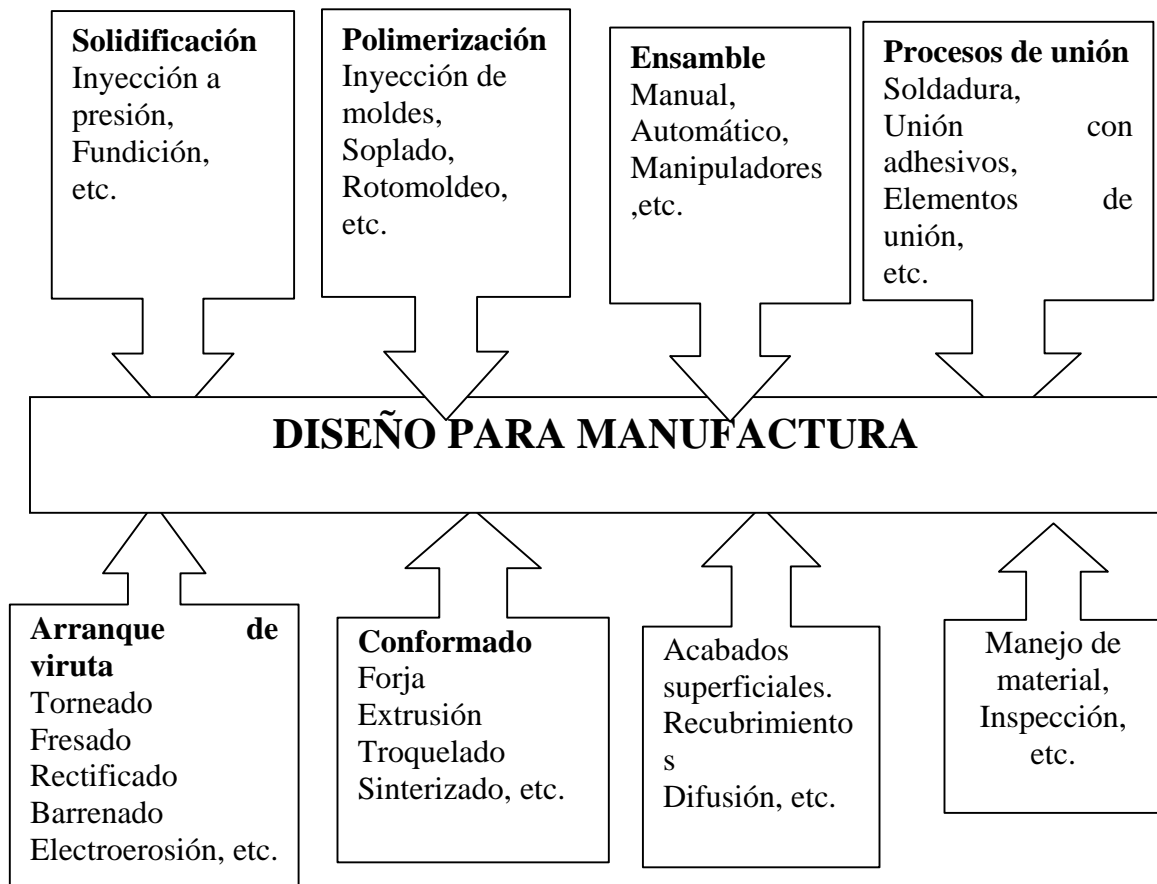 Solidificación
Inyección a
presión,
Fundición,
etc.
Polimerización
Inyección de
moldes,
Soplado,
Rotomoldeo,
etc.
Ensamble
Manual,
Automático,
Manipuladores
,etc.
Procesos de unión
Soldadura,
Unión con
adhesivos,
Elementos de
unión,
etc.
DISEÑO PARA MANUFACTURA
Arranque de
viruta
Torneado
Fresado
Rectificado
Barrenado
Electroerosión, etc.
Conformado
Forja
Extrusión
Troquelado
Sinterizado, etc.
Acabados
superficiales.
Recubrimiento
s
Difusión, etc.
Manejo de
material,
Inspección,
etc.